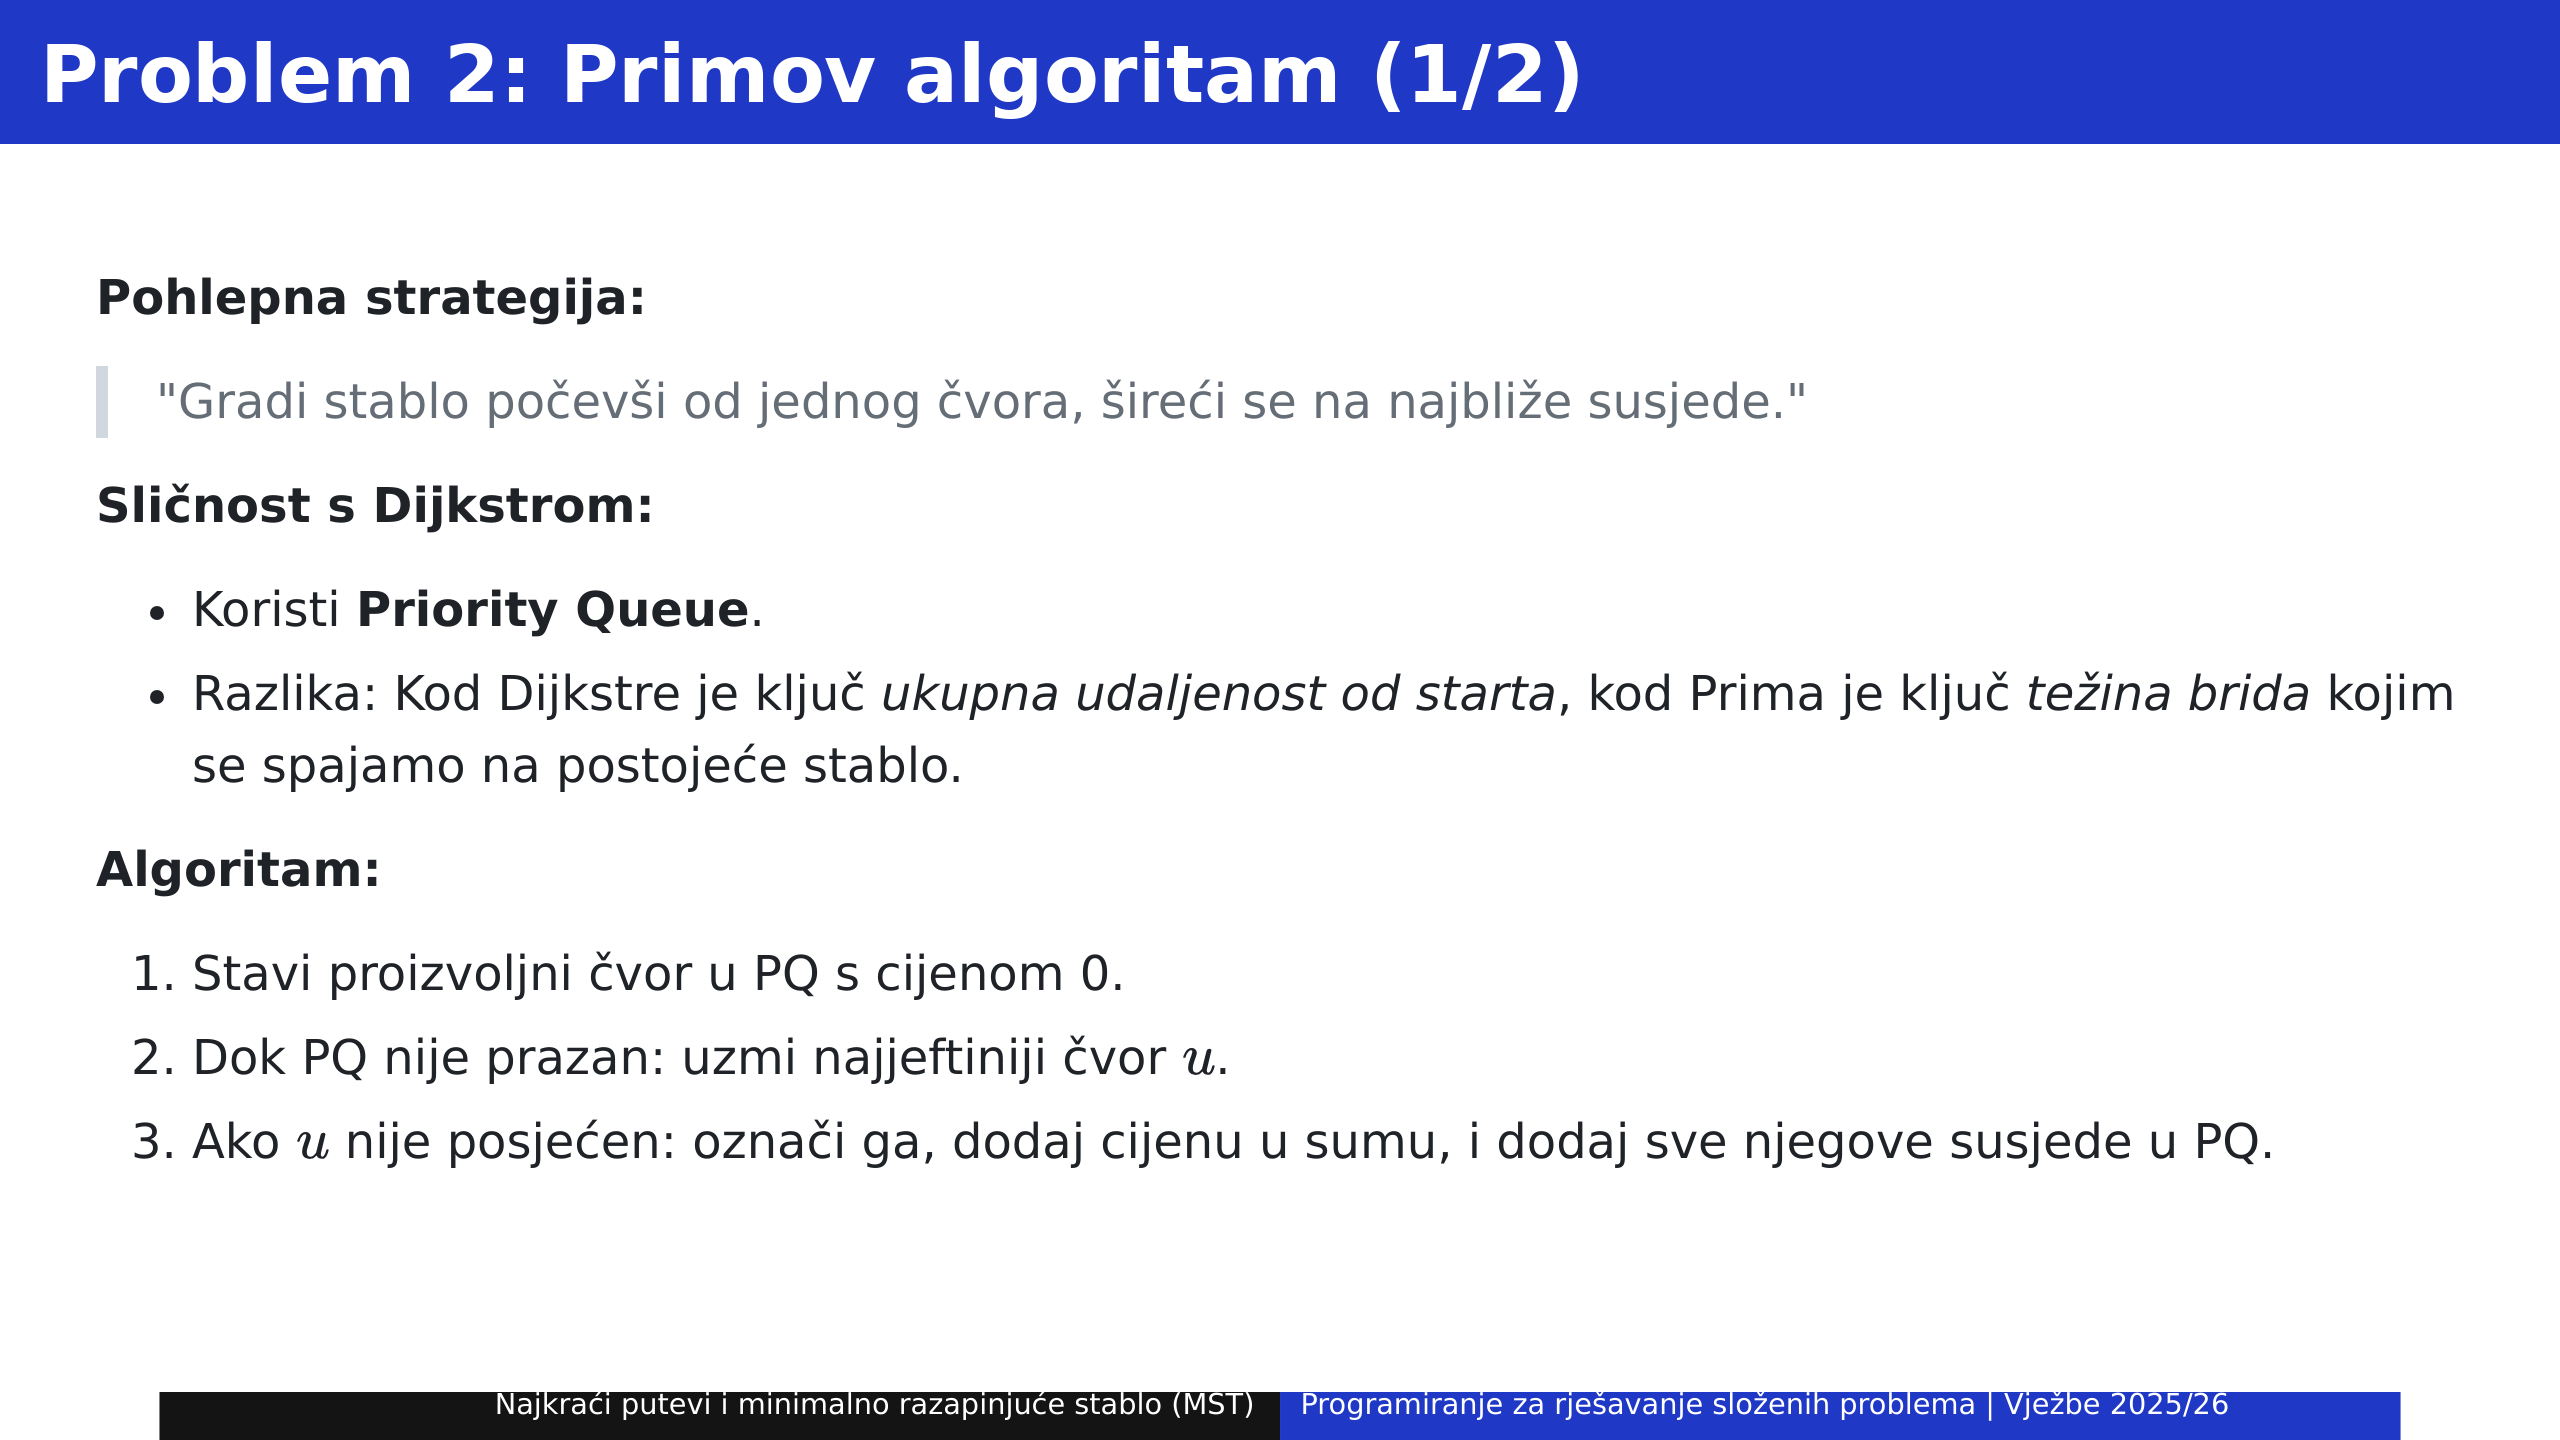 Problem 2: Primov algoritam (1/2)
Pohlepna strategija:
"Gradi stablo počevši od jednog čvora, šireći se na najbliže susjede."
Sličnost s Dijkstrom:
• Koristi Priority Queue.
• Razlika: Kod Dijkstre je ključ ukupna udaljenost od starta, kod Prima je ključ težina brida kojim
se spajamo na postojeće stablo.
Algoritam:
1. Stavi proizvoljni čvor u PQ s cijenom 0.
2. Dok PQ nije prazan: uzmi najjeftiniji čvor u.
3. Ako u nije posjećen: označi ga, dodaj cijenu u sumu, i dodaj sve njegove susjede u PQ.
Najkraći putevi i minimalno razapinjuće stablo (MST)
Programiranje za rješavanje složenih problema | Vježbe 2025/26